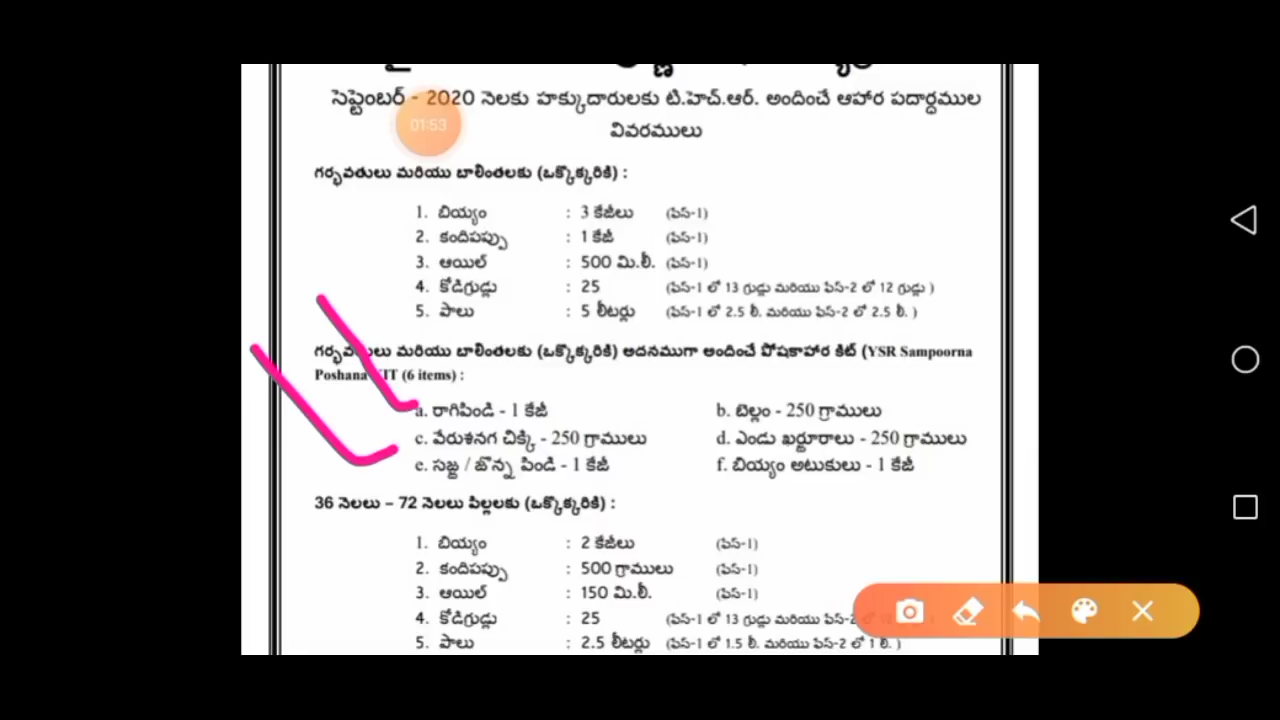 సెప్టెంబర్ - 2020 నెలకు హక్కుదారులకు టి.హెచ్.ఆర్. అందించే ఆహార పదార్ధముల
01:53
వివరములు
గర్భవతులు మరియు బాలింతలకు (ఒక్కొక్కరికి) :
1. బియ్యం : 3 కేజీలు (ఫేస్-1)
2. కందిపప్పు : 1 కేజీ (ఫేస్-1)
3. ఆయిల్ : 500 మి.లీ. (ఫేస్-1)
4. కోడిగ్రుడ్లు : 25 (ఫేస్-1 లో 13 గ్రుడ్లు మరియు ఫేస్-2 లో 12 గ్రుడ్లు )
5. పాలు : 5 లీటర్లు (ఫేస్-1 లో 2.5 లీ. మరియు ఫేస్-2 లో 2.5 లీ. )
గర్భవతులు మరియు బాలింతలకు (ఒక్కొక్కరికి) అదనముగా అందించే పోషకాహార కిట్ (YSR Sampoorna
Poshana KIT (6 items) :
a. రాగిపిండి - 1 కేజీ b. బెల్లం - 250 గ్రాములు
c. వేరుశనగ చిక్కి - 250 గ్రాములు d. ఎండు ఖర్జూరాలు - 250 గ్రాములు
e. సజ్జ / జొన్న పిండి - 1 కేజీ f. బియ్యం అటుకులు - 1 కేజీ
36 నెలలు – 72 నెలలు పిల్లలకు (ఒక్కొక్కరికి) :
1. బియ్యం : 2 కేజీలు (ఫేస్-1)
2. కందిపప్పు : 500 గ్రాములు (ఫేస్-1)
3. ఆయిల్ : 150 మి.లీ. (ఫేస్-1)
4. కోడిగ్రుడ్లు : 25 (ఫేస్-1 లో 13 గ్రుడ్లు మరియు ఫేస్-2
5. పాలు : 2.5 లీటర్లు (ఫేస్-1 లో 1.5 లీ. మరియు ఫేస్-2 లో 1 లీ. )